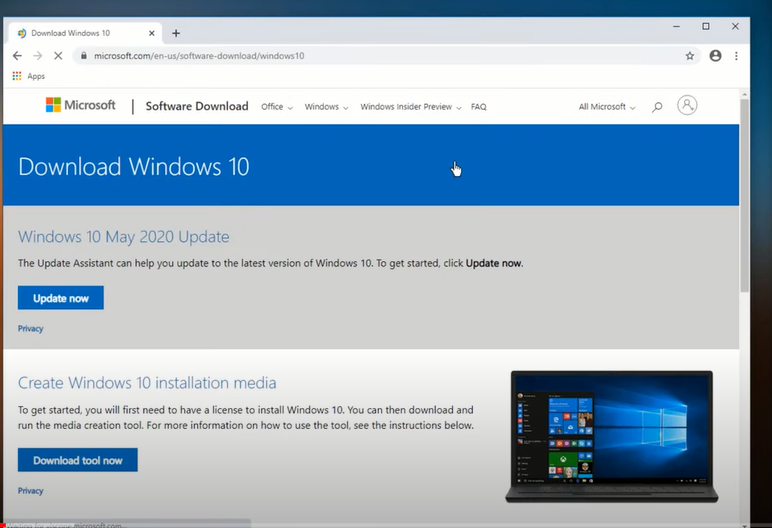 Download Windows 10
microsoft.com/en-us/software-download/windows10
Apps
Microsoft Software Download Office Windows Windows Insider Preview FAQ All Microsoft
Download Windows 10
Windows 10 May 2020 Update
The Update Assistant can help you update to the latest version of Windows 10. To get started, click Update now.
Update now
Privacy
Create Windows 10 installation media
To get started, you will first need to have a license to install Windows 10. You can then download and
run the media creation tool. For more information on how to use the tool, see the instructions below.
Download tool now
Privacy